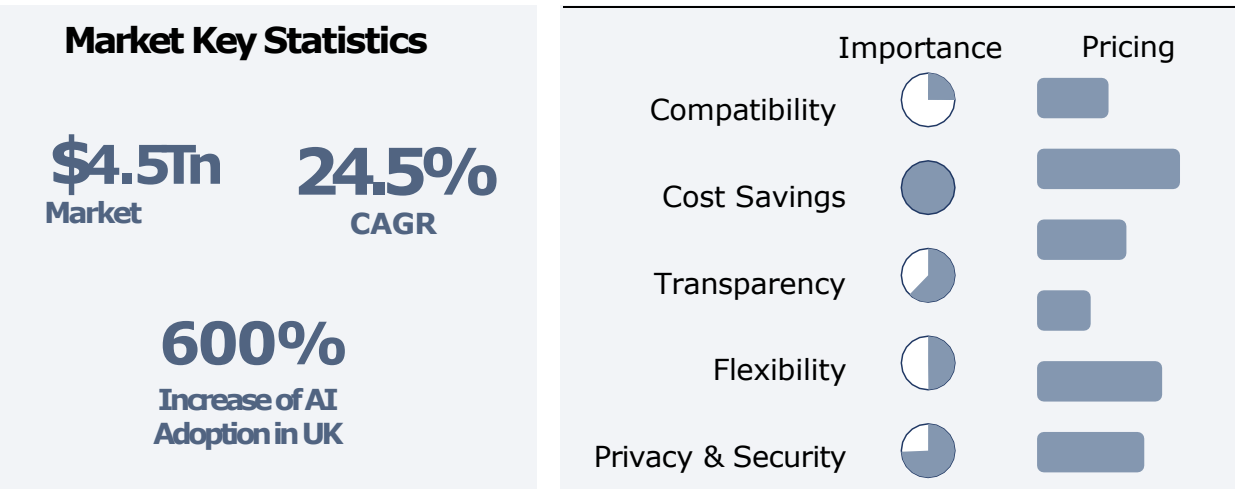 Market Key Statistics
$4.5Tn
Market
24.5%
CAGR
600%
Increase of AI
Adoption in UK
Importance
Pricing
Compatibility
Cost Savings
Transparency
Flexibility
Privacy & Security